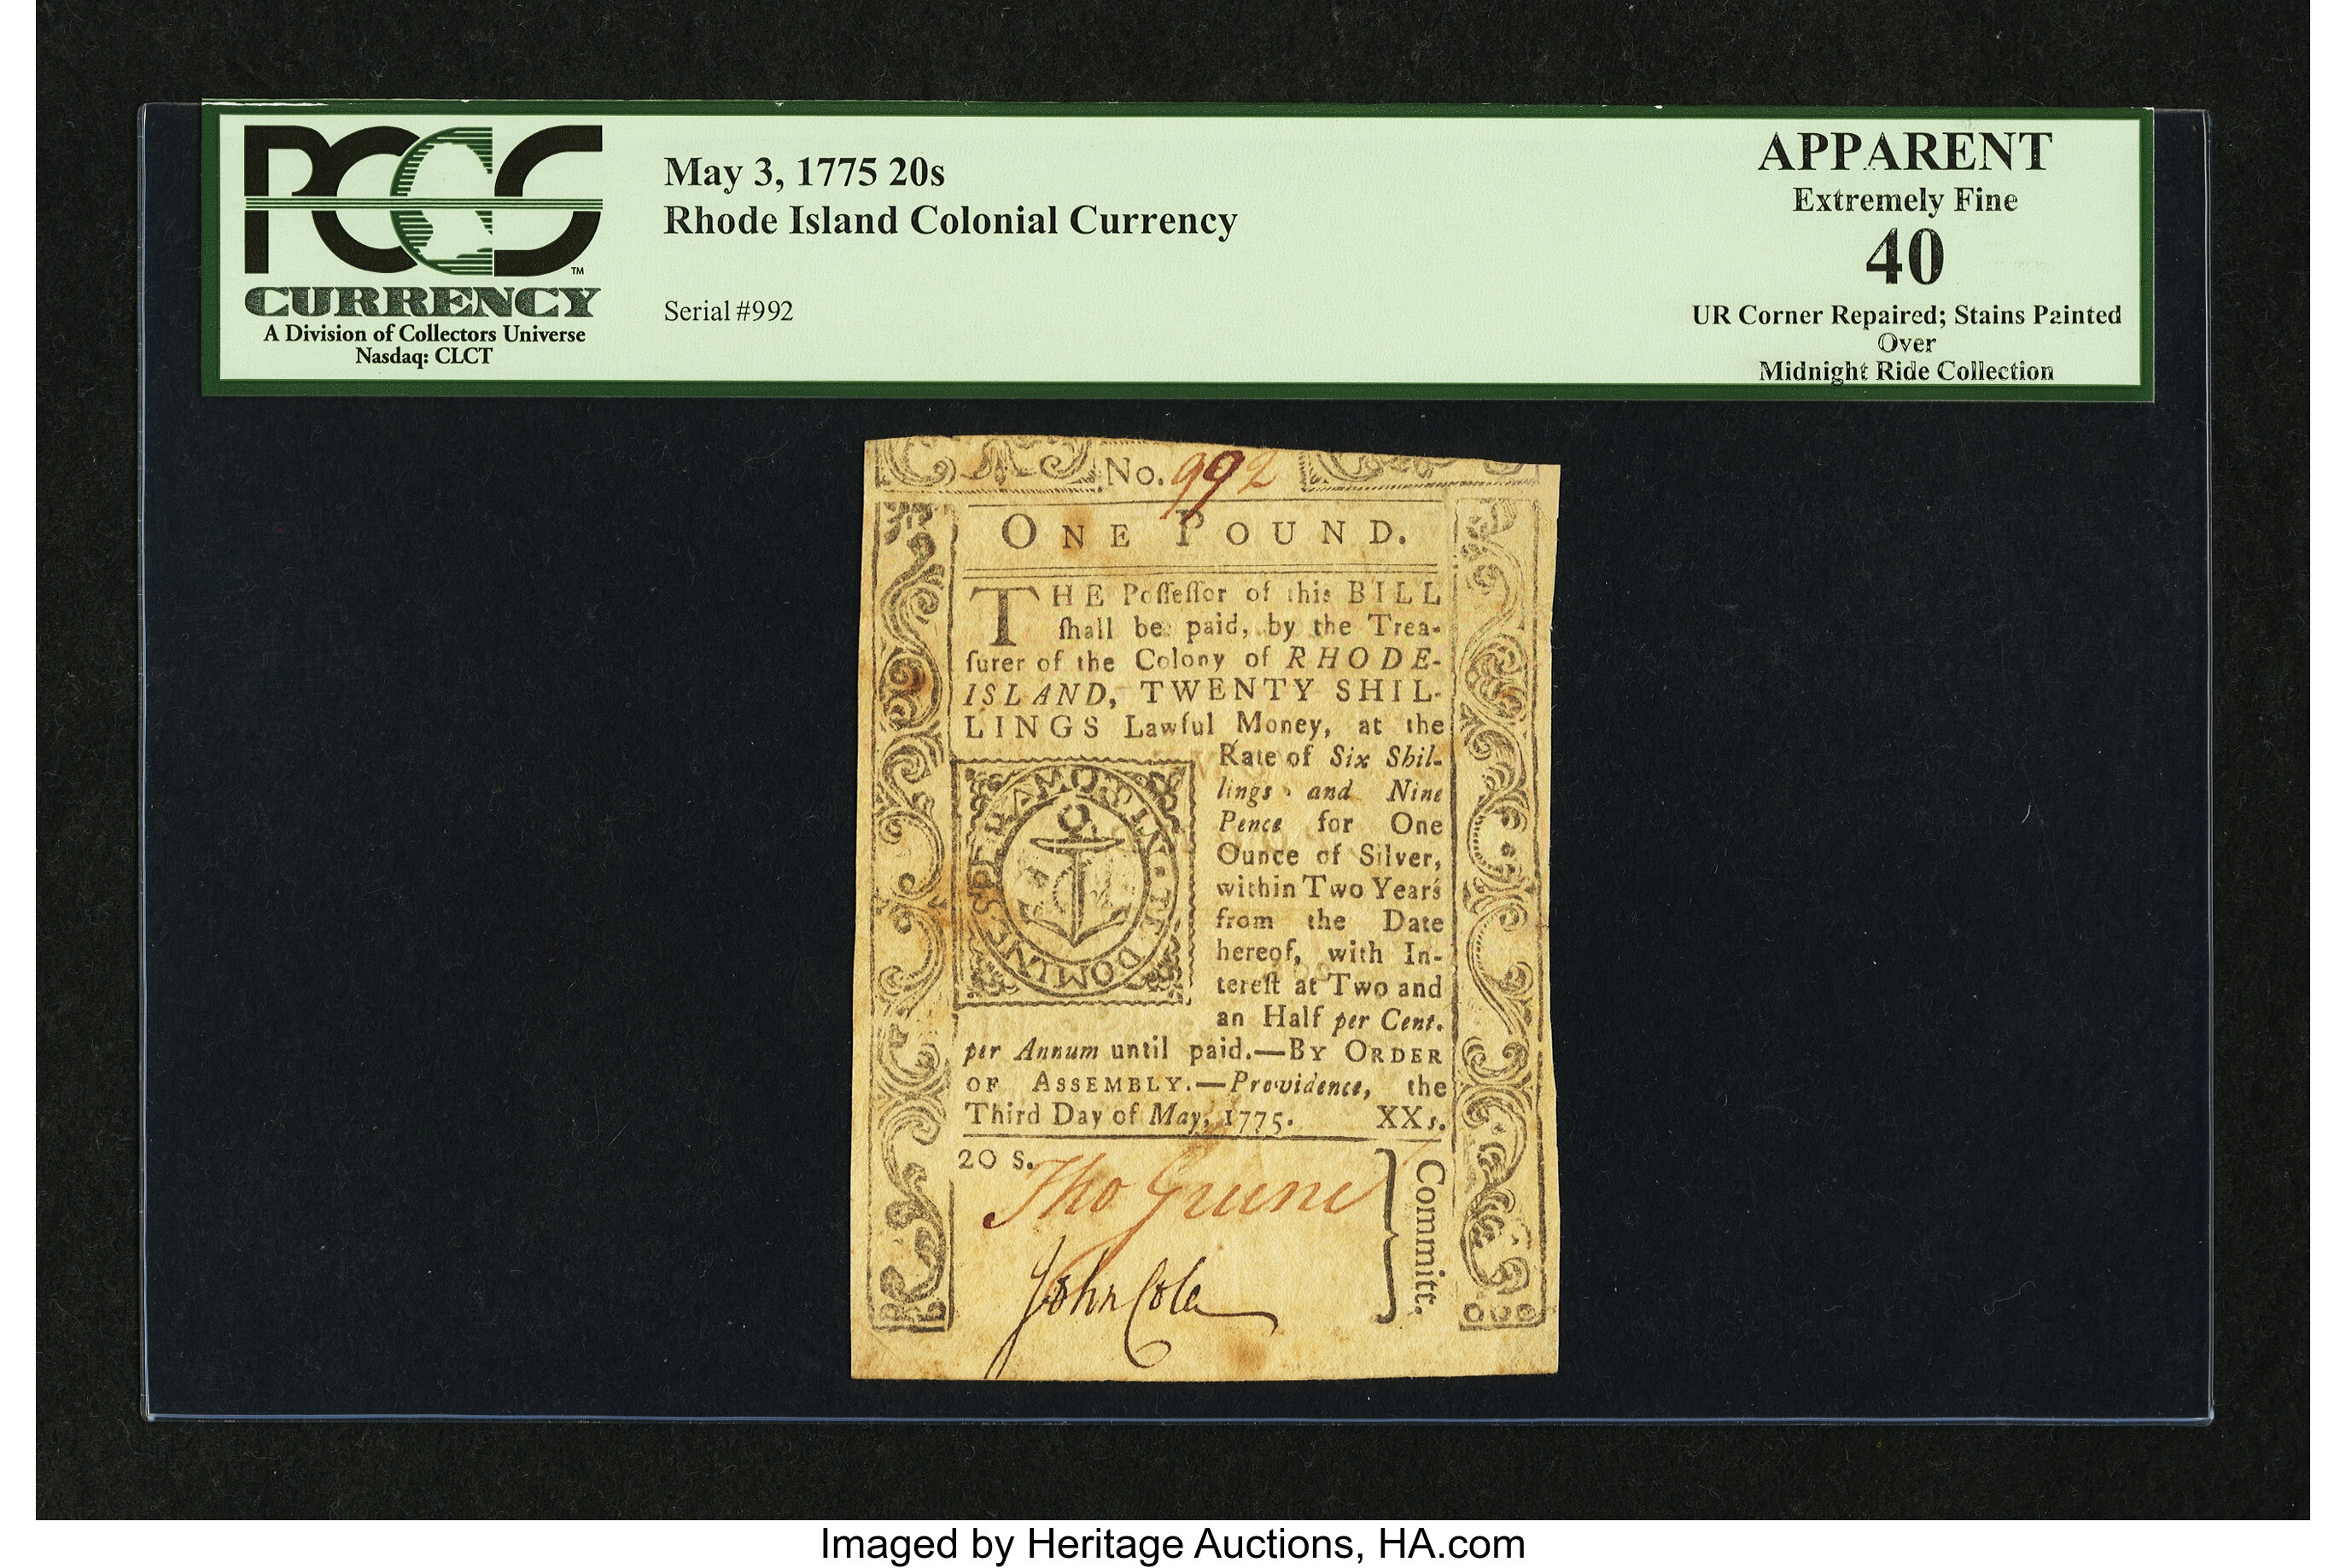 PCGS
TM
CURRENCY
A Division of Collectors Universe
Nasdaq: CLCT
May 3, 1775 20s
Rhode Island Colonial Currency
Serial #992
APPARENT
Extremely Fine
40
UR Corner Repaired; Stains Painted
Over
Midnight Ride Collection
No. 992
ONE POUND.
THE Poſſeſſor of this BILL
ſhall be paid, by the Trea-
ſurer of the Colony of RHODE-
ISLAND, TWENTY SHIL-
LINGS Lawful Money, at the
Rate of Six Shil-
lings and Nine
Pence for One
Ounce of Silver,
within Two Years
from the Date
hereof, with In-
tereſt at Two and
an Half per Cent.
per Annum until paid.—BY ORDER
OF ASSEMBLY.—Providence, the
Third Day of May, 1775. XXs.
20 S.
Tho Greene
John Cole
Committ.
IN DOMINE SPERAMUS
Imaged by Heritage Auctions, HA.com